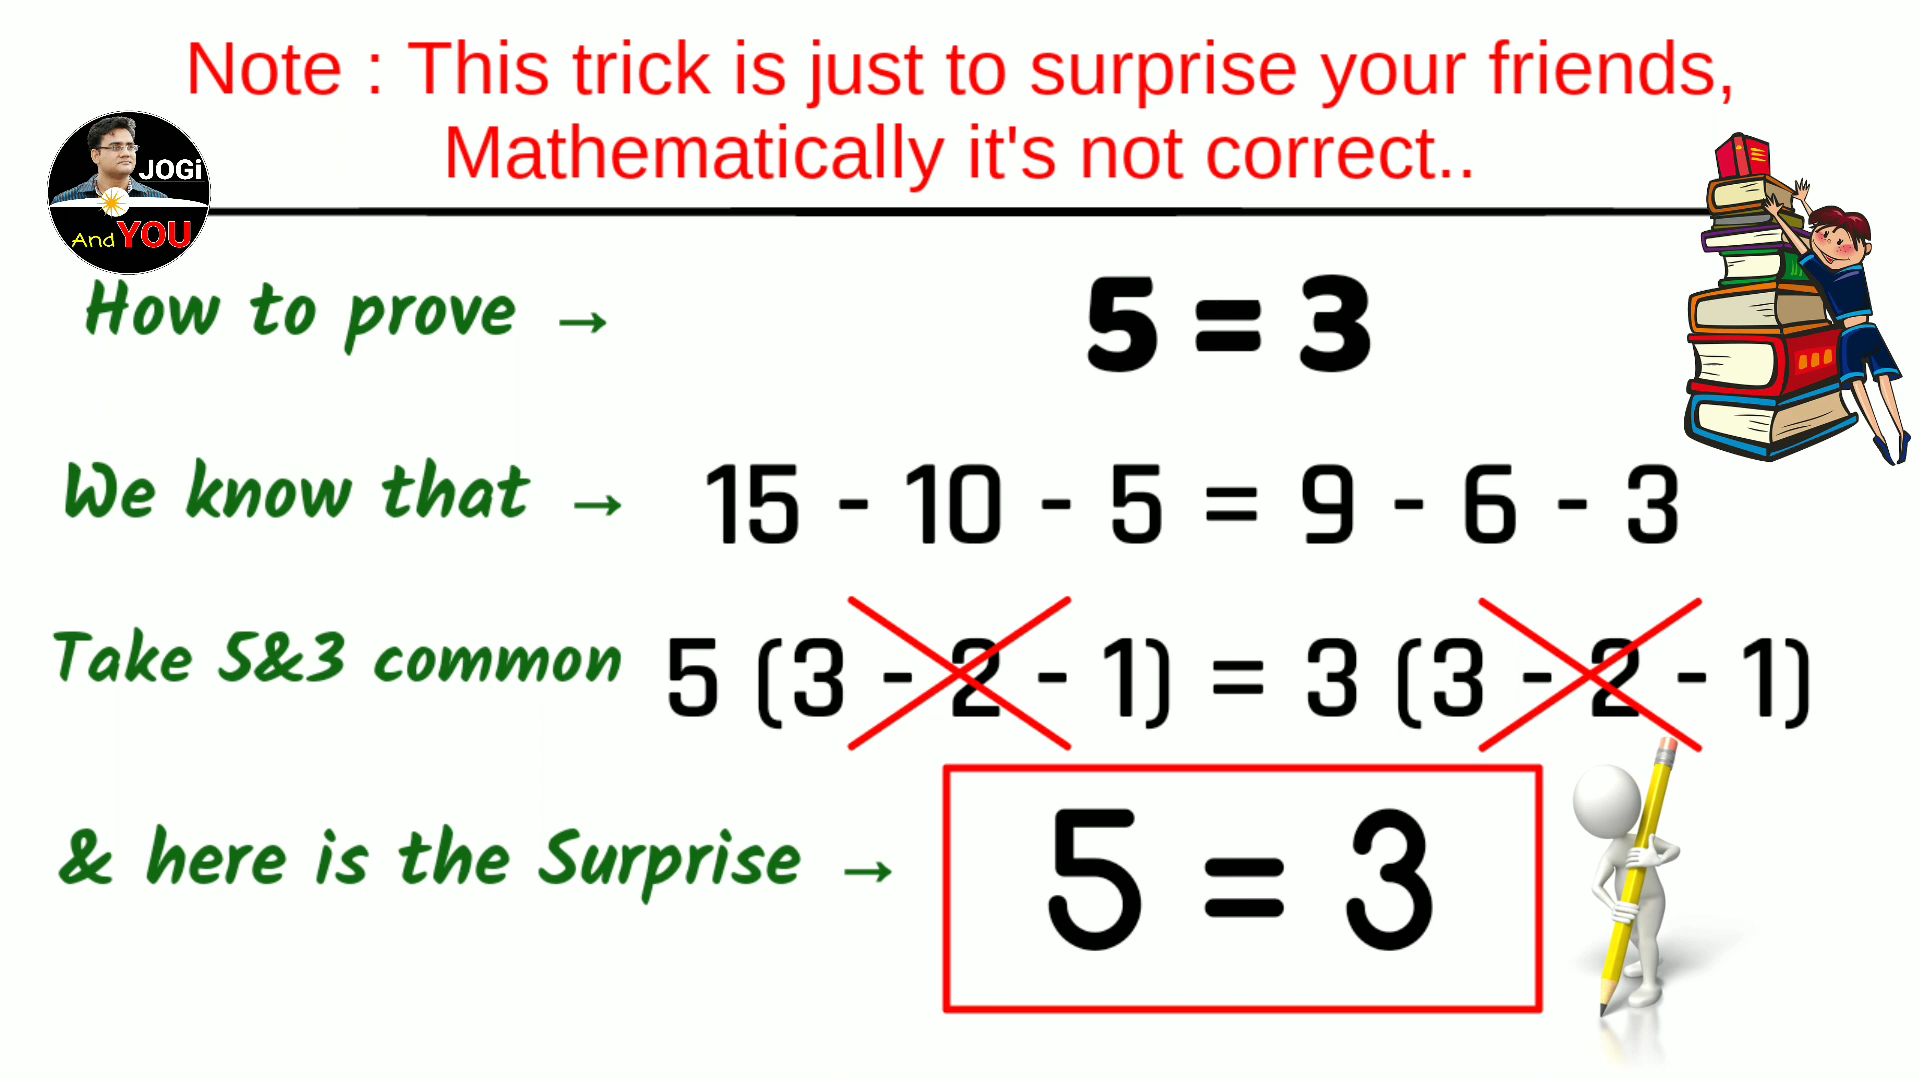 Note : This trick is just to surprise your friends,
Mathematically it's not correct..
JOGi
And YOU
How to prove → 5 = 3
We know that → 15 - 10 - 5 = 9 - 6 - 3
Take 5&3 common 5 (3 - 2 - 1) = 3 (3 - 2 - 1)
& here is the Surprise → 5 = 3